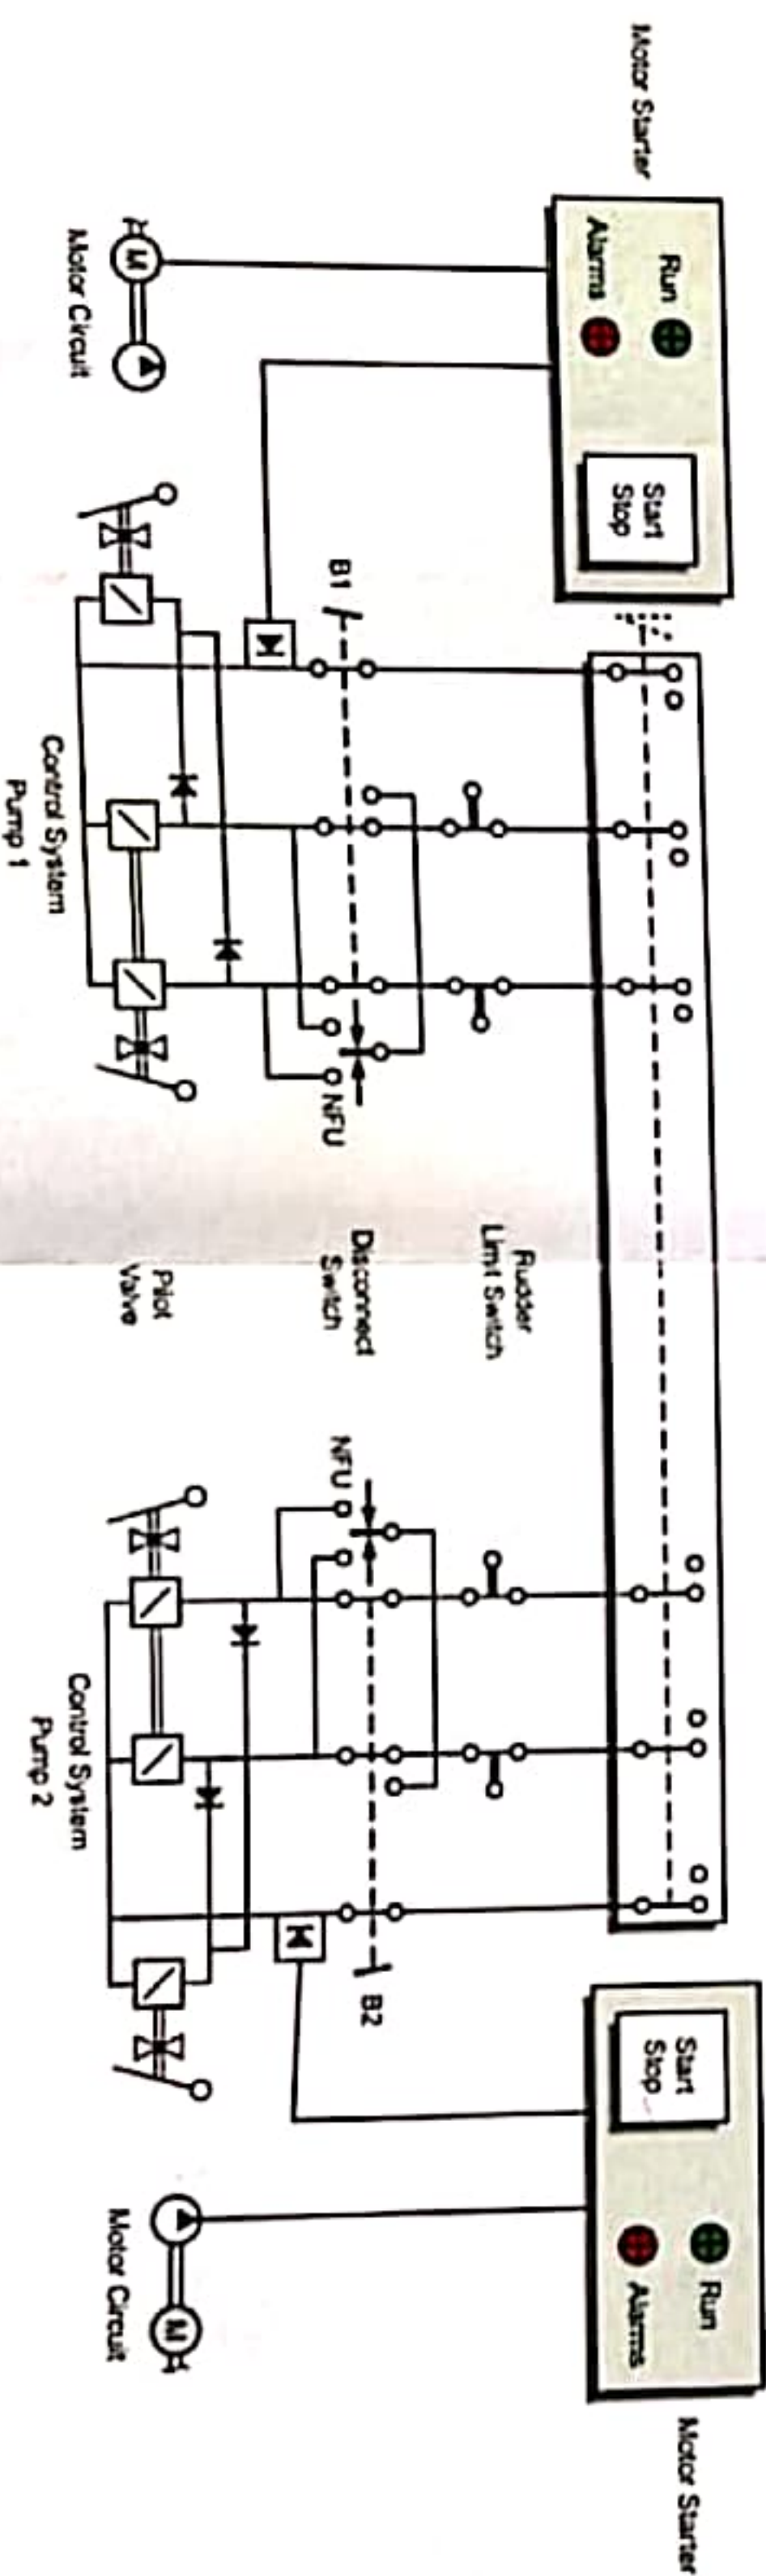 Motor Starter
Run
Alarms
Start
Stop
Motor Circuit
M
B1
NFU
Control System
Pump 1
Rudder
Limit Switch
Disconnect
Switch
Pilot
Valve
NFU
B2
Control System
Pump 2
Start
Stop
Run
Alarms
Motor Circuit
M
Motor Starter